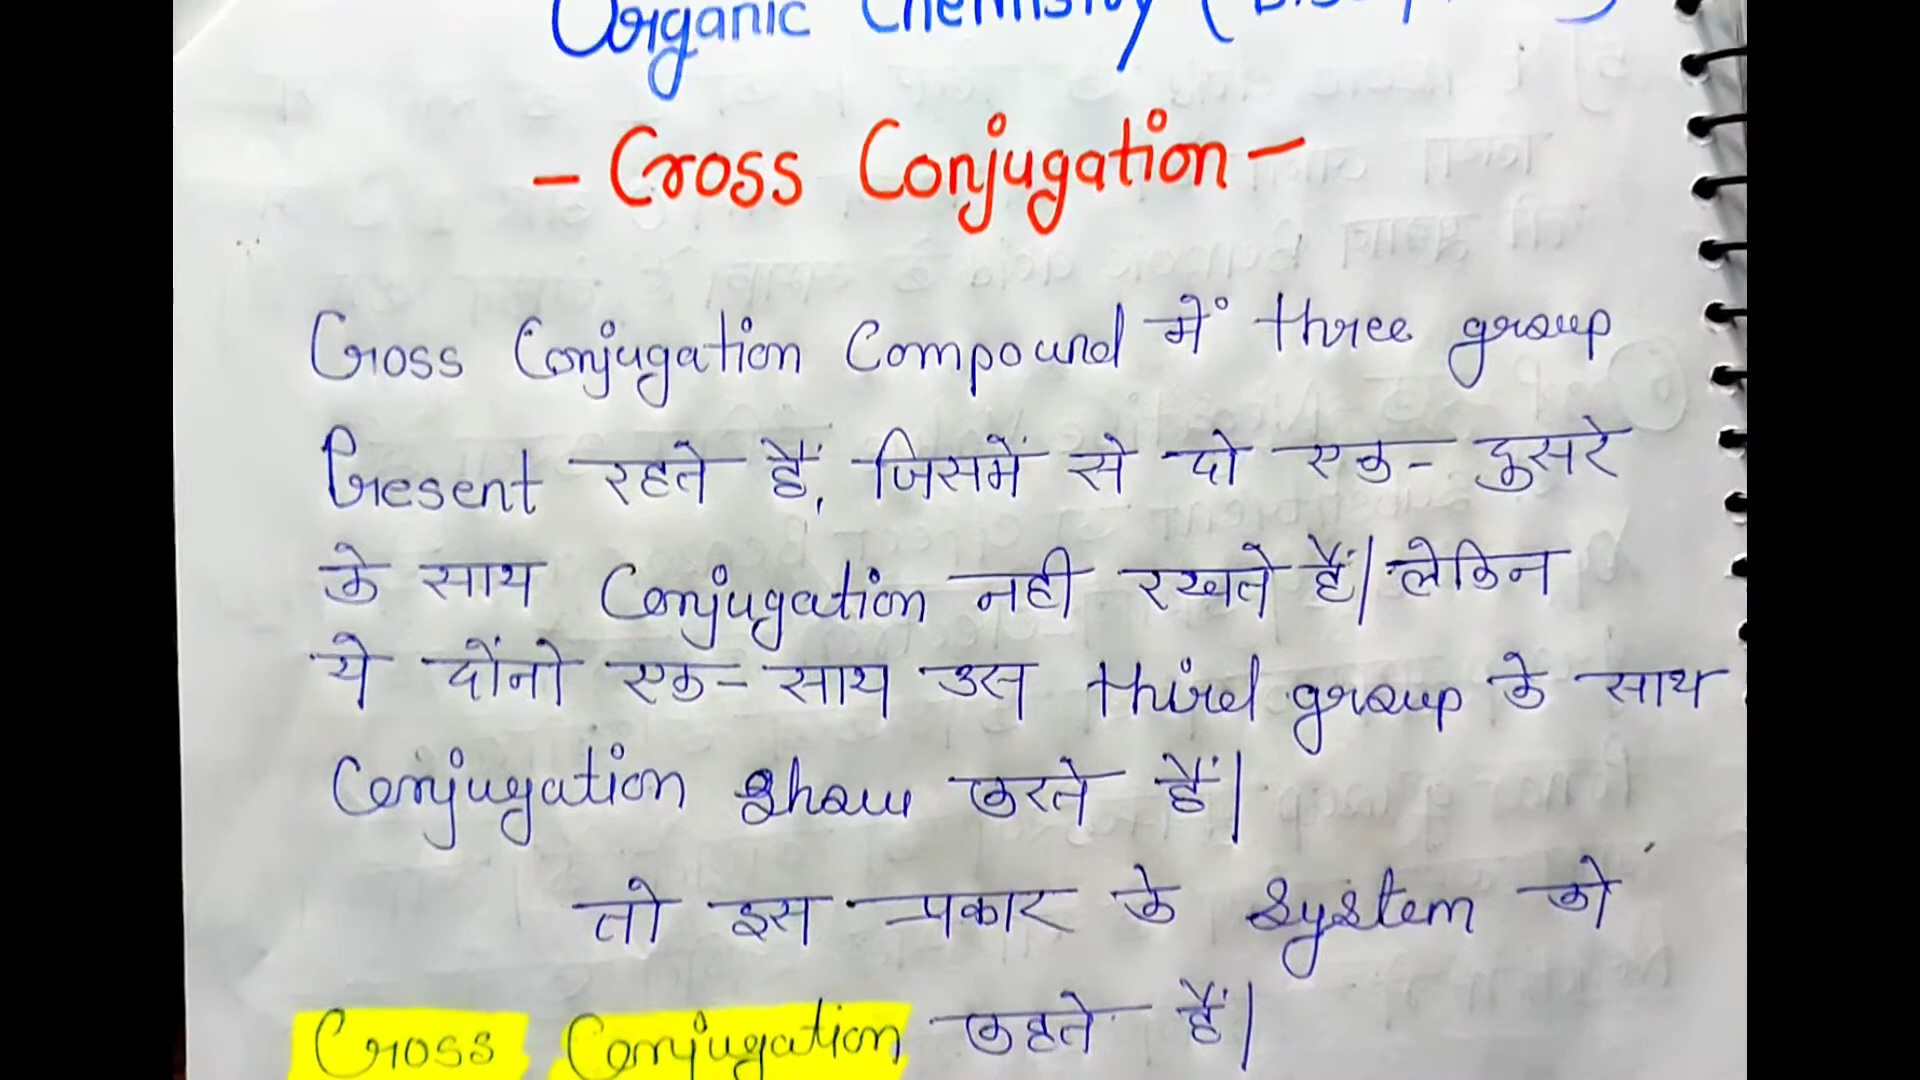 Organic Chemistry (
- Cross Conjugation -
Cross Conjugation Compound में three group
Present रहते हैं, जिसमें से दो एक- दुसरे
के साथ Conjugation नही रखते हैं| लेकिन
ये दोंनो एक- साथ उस third group के साथ
Conjugation show करते हैं|
तो इस प्रकार के system को
Cross Conjugation कहते हैं|